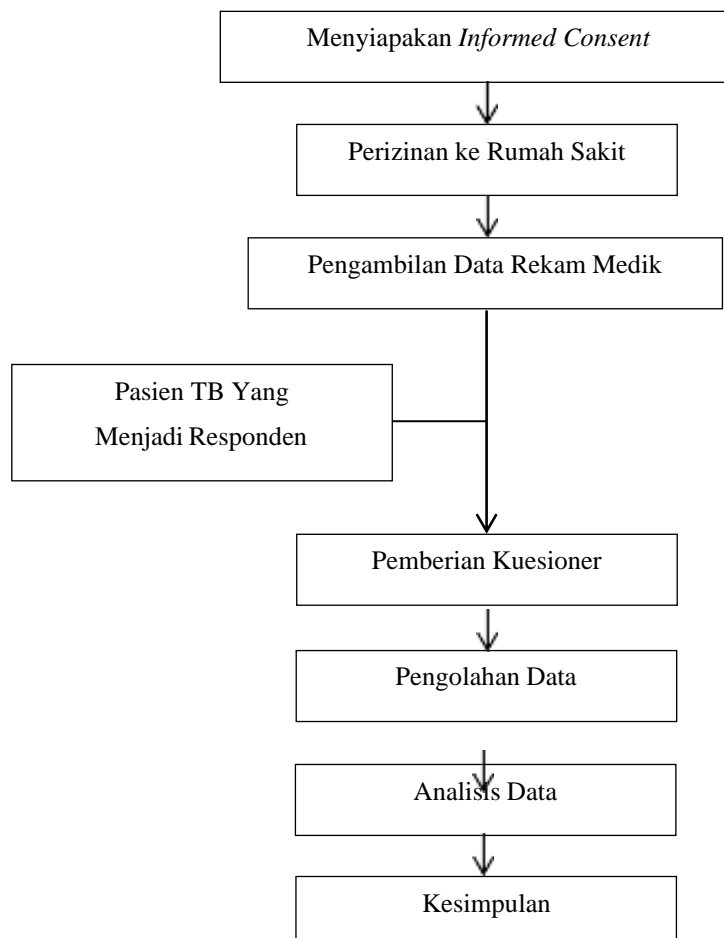 Menyiapakan Informed Consent
Perizinan ke Rumah Sakit
Pengambilan Data Rekam Medik
Pasien TB Yang
Menjadi Responden
Pemberian Kuesioner
Pengolahan Data
Analisis Data
Kesimpulan